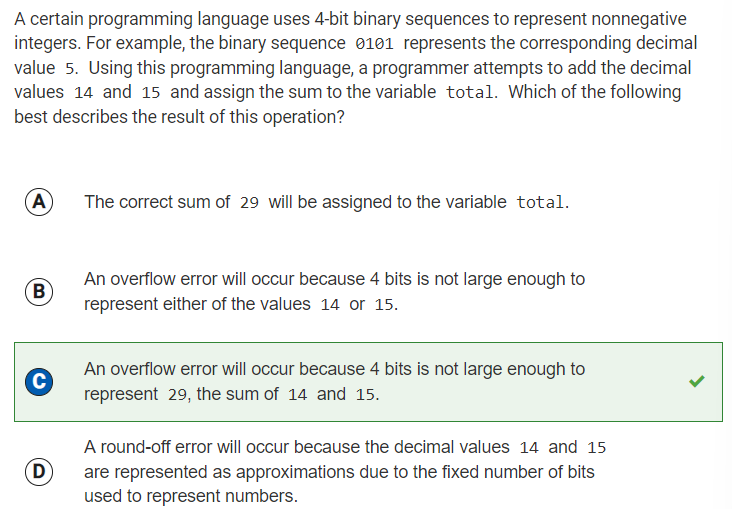 A certain programming language uses 4-bit binary sequences to represent nonnegative
integers. For example, the binary sequence 0101 represents the corresponding decimal
value 5. Using this programming language, a programmer attempts to add the decimal
values 14 and 15 and assign the sum to the variable total. Which of the following
best describes the result of this operation?
A The correct sum of 29 will be assigned to the variable total.
B An overflow error will occur because 4 bits is not large enough to
represent either of the values 14 or 15.
C An overflow error will occur because 4 bits is not large enough to
represent 29, the sum of 14 and 15.
D A round-off error will occur because the decimal values 14 and 15
are represented as approximations due to the fixed number of bits
used to represent numbers.